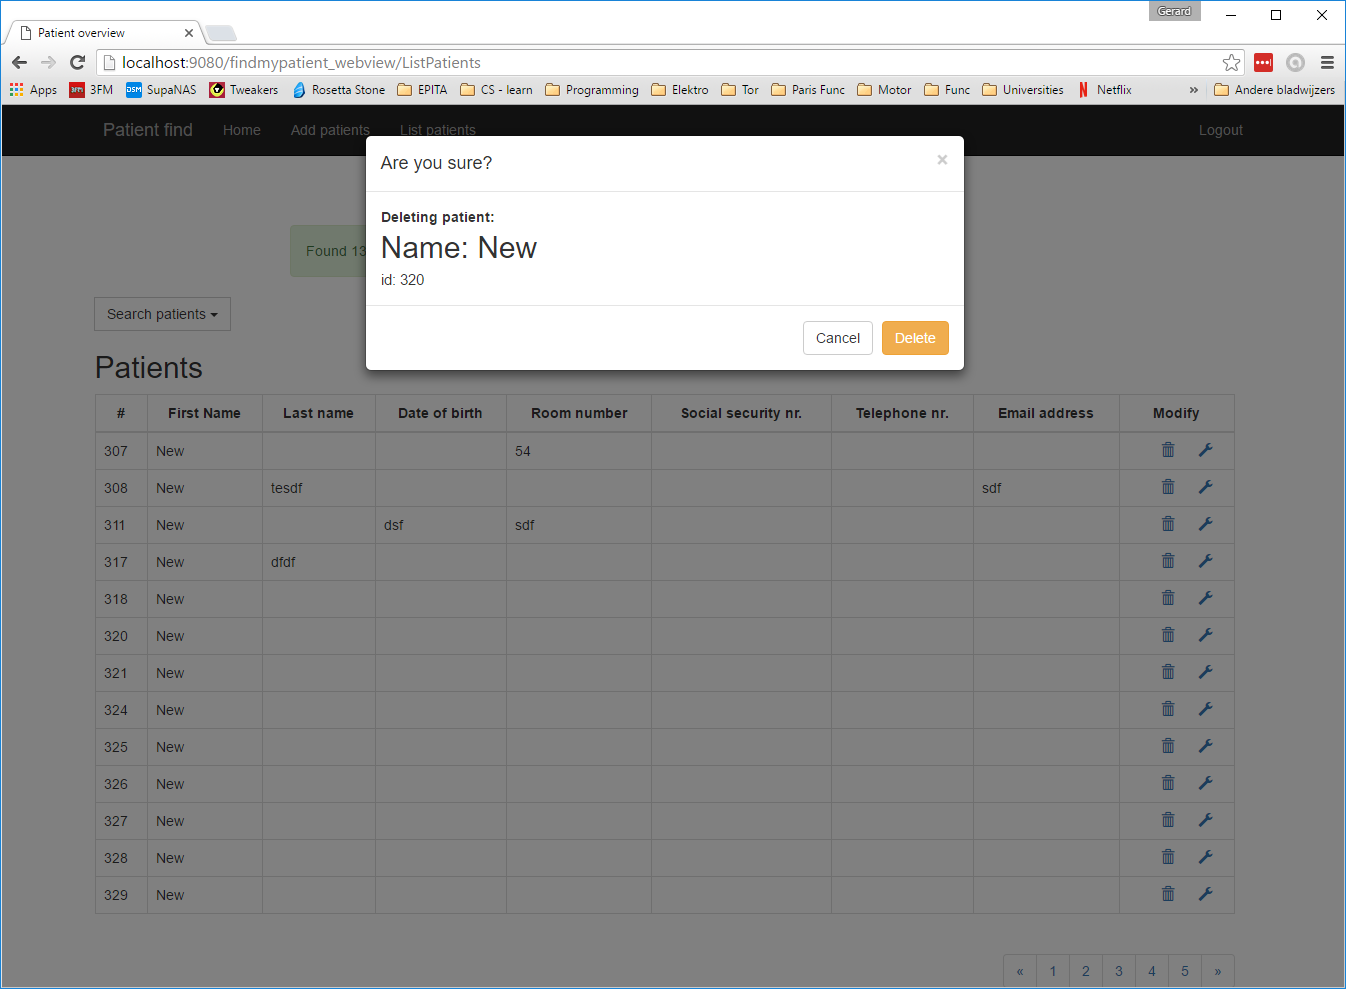 Gerard
Patient overview
localhost:9080/findmypatient_webview/ListPatients
Apps 3FM 3FM SupaNAS DSM Tweakers Rosetta Stone EPITA CS - learn Programming Elektro Tor Paris Func Motor Func Universities Netflix » Andere bladwijzers
Patient find Home Add patients List patients Logout
Are you sure? ×
Deleting patient:
Name: New
id: 320
Cancel Delete
Found 13
Search patients
Patients
# First Name Last name Date of birth Room number Social security nr. Telephone nr. Email address Modify
307 New 54
308 New tesdf sdf
311 New dsf sdf
317 New dfdf
318 New
320 New
321 New
324 New
325 New
326 New
327 New
328 New
329 New
« 1 2 3 4 5 »